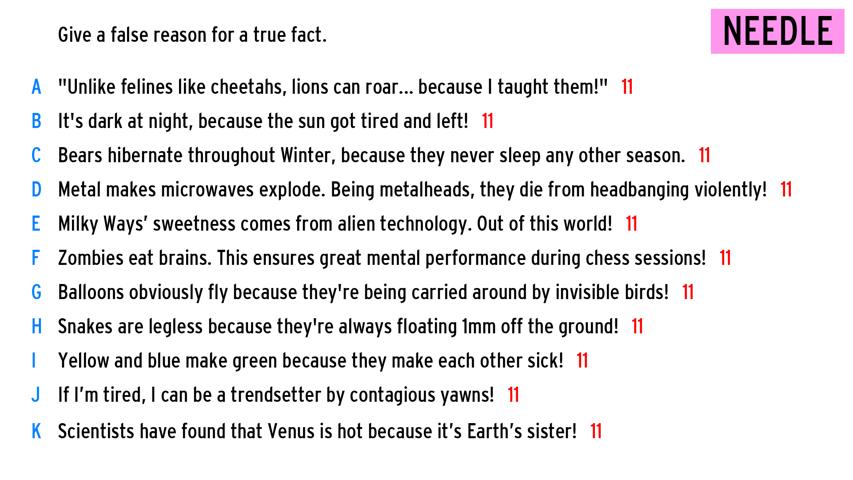 Give a false reason for a true fact.
NEEDLE
A "Unlike felines like cheetahs, lions can roar... because I taught them!" 11
B It's dark at night, because the sun got tired and left! 11
C Bears hibernate throughout Winter, because they never sleep any other season. 11
D Metal makes microwaves explode. Being metalheads, they die from headbanging violently! 11
E Milky Ways’ sweetness comes from alien technology. Out of this world! 11
F Zombies eat brains. This ensures great mental performance during chess sessions! 11
G Balloons obviously fly because they're being carried around by invisible birds! 11
H Snakes are legless because they're always floating 1mm off the ground! 11
I Yellow and blue make green because they make each other sick! 11
J If I’m tired, I can be a trendsetter by contagious yawns! 11
K Scientists have found that Venus is hot because it’s Earth’s sister! 11